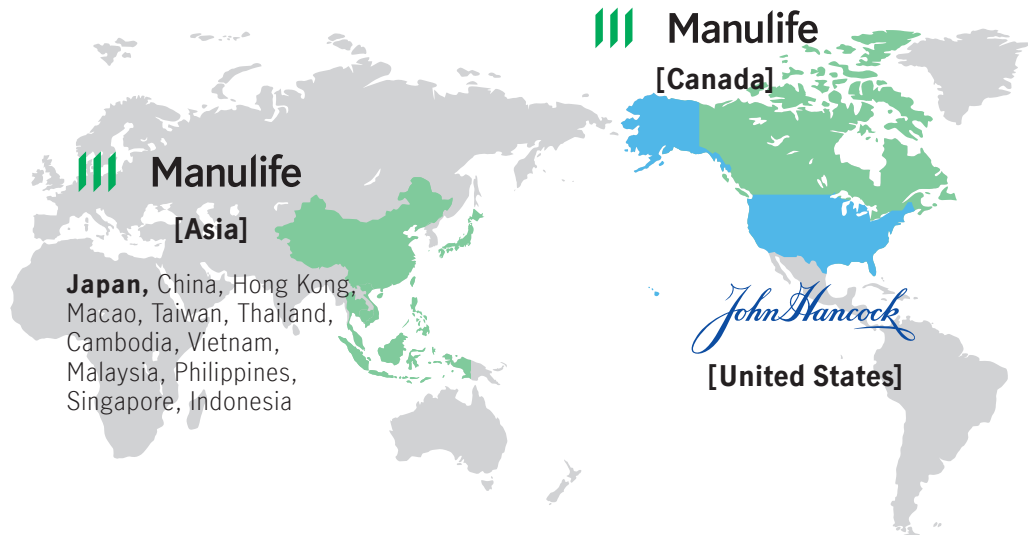 Manulife
[Canada]
Manulife
[Asia]
Japan, China, Hong Kong,
Macao, Taiwan, Thailand,
Cambodia, Vietnam,
Malaysia, Philippines,
Singapore, Indonesia
John Hancock
[United States]